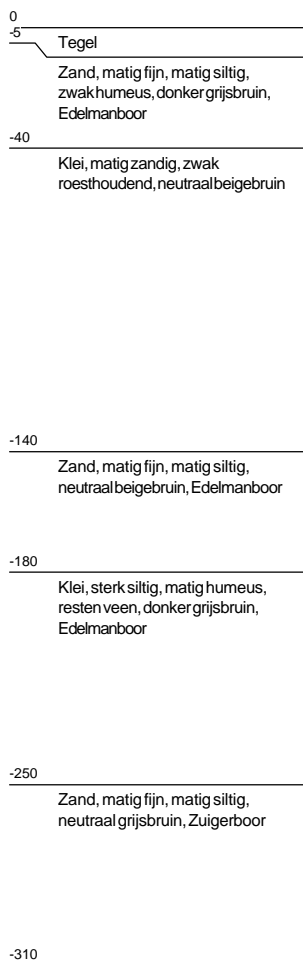 0
-5
Tegel
Zand, matig fijn, matig siltig,
zwak humeus, donker grijsbruin,
Edelmanboor
-40
Klei, matig zandig, zwak
roesthoudend, neutraal beigebruin
-140
Zand, matig fijn, matig siltig,
neutraal beigebruin, Edelmanboor
-180
Klei, sterk siltig, matig humeus,
resten veen, donker grijsbruin,
Edelmanboor
-250
Zand, matig fijn, matig siltig,
neutraal grijsbruin, Zuigerboor
-310